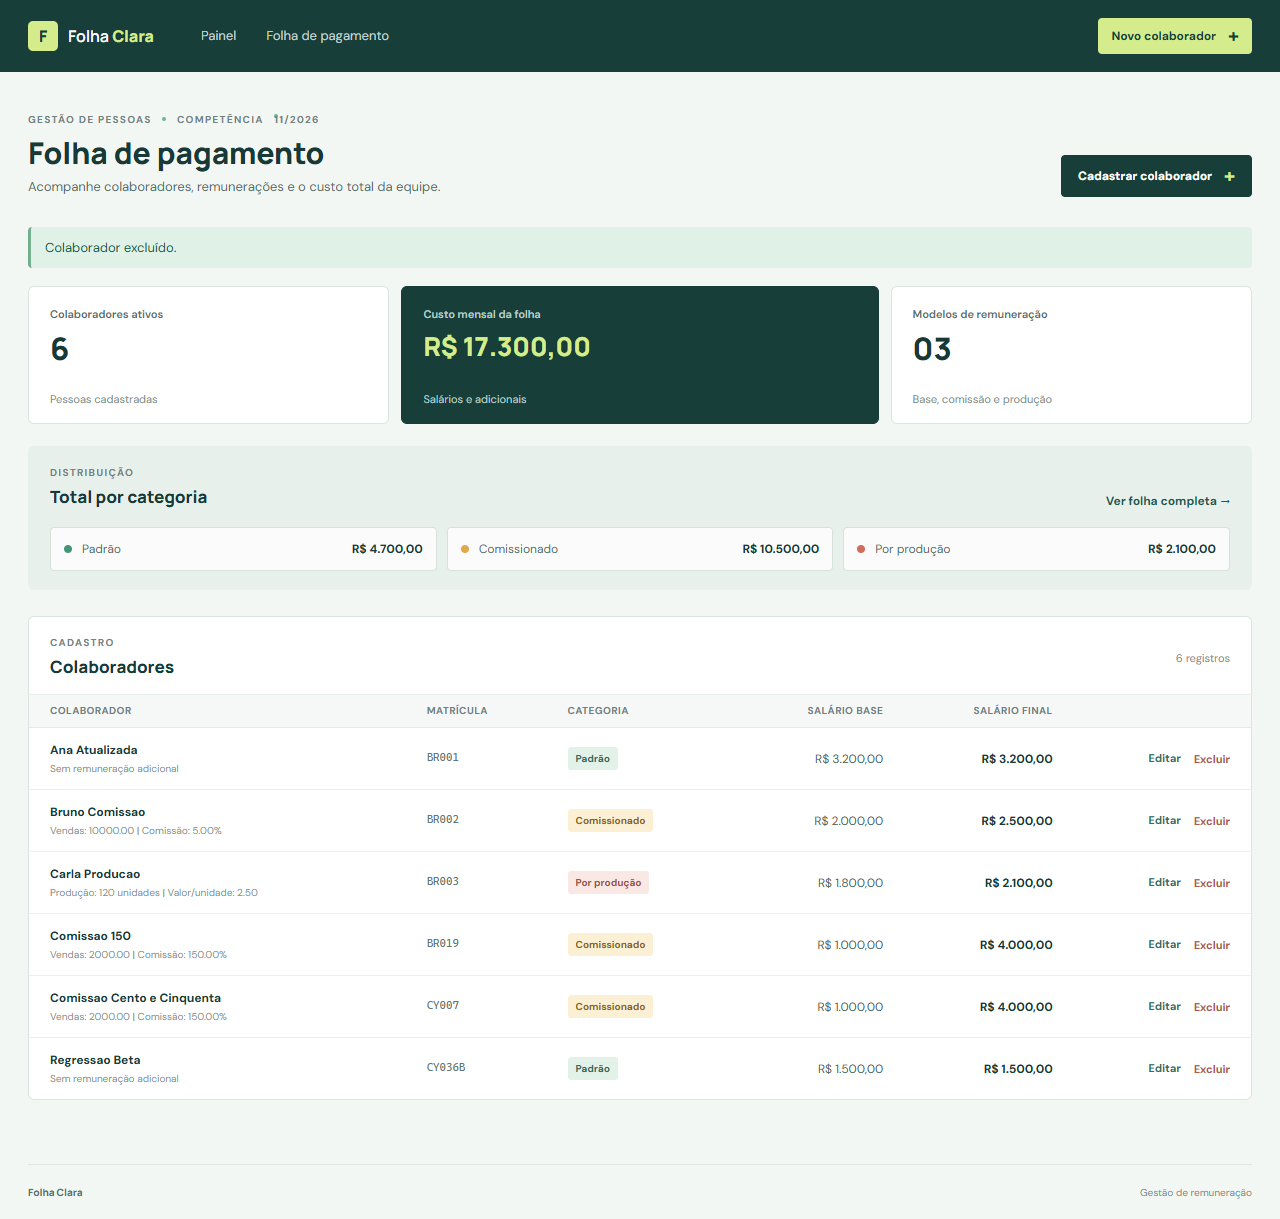 F Folha Clara Painel Folha de pagamento Novo colaborador +
GESTÃO DE PESSOAS • COMPETÊNCIA 11/2026
Folha de pagamento
Acompanhe colaboradores, remunerações e o custo total da equipe.
Cadastrar colaborador +
Colaborador excluído.
Colaboradores ativos
6
Pessoas cadastradas
Custo mensal da folha
R$ 17.300,00
Salários e adicionais
Modelos de remuneração
03
Base, comissão e produção
DISTRIBUIÇÃO
Total por categoria
Ver folha completa →
Padrão R$ 4.700,00
Comissionado R$ 10.500,00
Por produção R$ 2.100,00
CADASTRO
Colaboradores
6 registros
COLABORADOR MATRÍCULA CATEGORIA SALÁRIO BASE SALÁRIO FINAL
Ana Atualizada BR001 Padrão R$ 3.200,00 R$ 3.200,00 Editar Excluir
Sem remuneração adicional
Bruno Comissao BR002 Comissionado R$ 2.000,00 R$ 2.500,00 Editar Excluir
Vendas: 10000.00 | Comissão: 5.00%
Carla Producao BR003 Por produção R$ 1.800,00 R$ 2.100,00 Editar Excluir
Produção: 120 unidades | Valor/unidade: 2.50
Comissao 150 BR019 Comissionado R$ 1.000,00 R$ 4.000,00 Editar Excluir
Vendas: 2000.00 | Comissão: 150.00%
Comissao Cento e Cinquenta CY007 Comissionado R$ 1.000,00 R$ 4.000,00 Editar Excluir
Vendas: 2000.00 | Comissão: 150.00%
Regressao Beta CY036B Padrão R$ 1.500,00 R$ 1.500,00 Editar Excluir
Sem remuneração adicional
Folha Clara
Gestão de remuneração